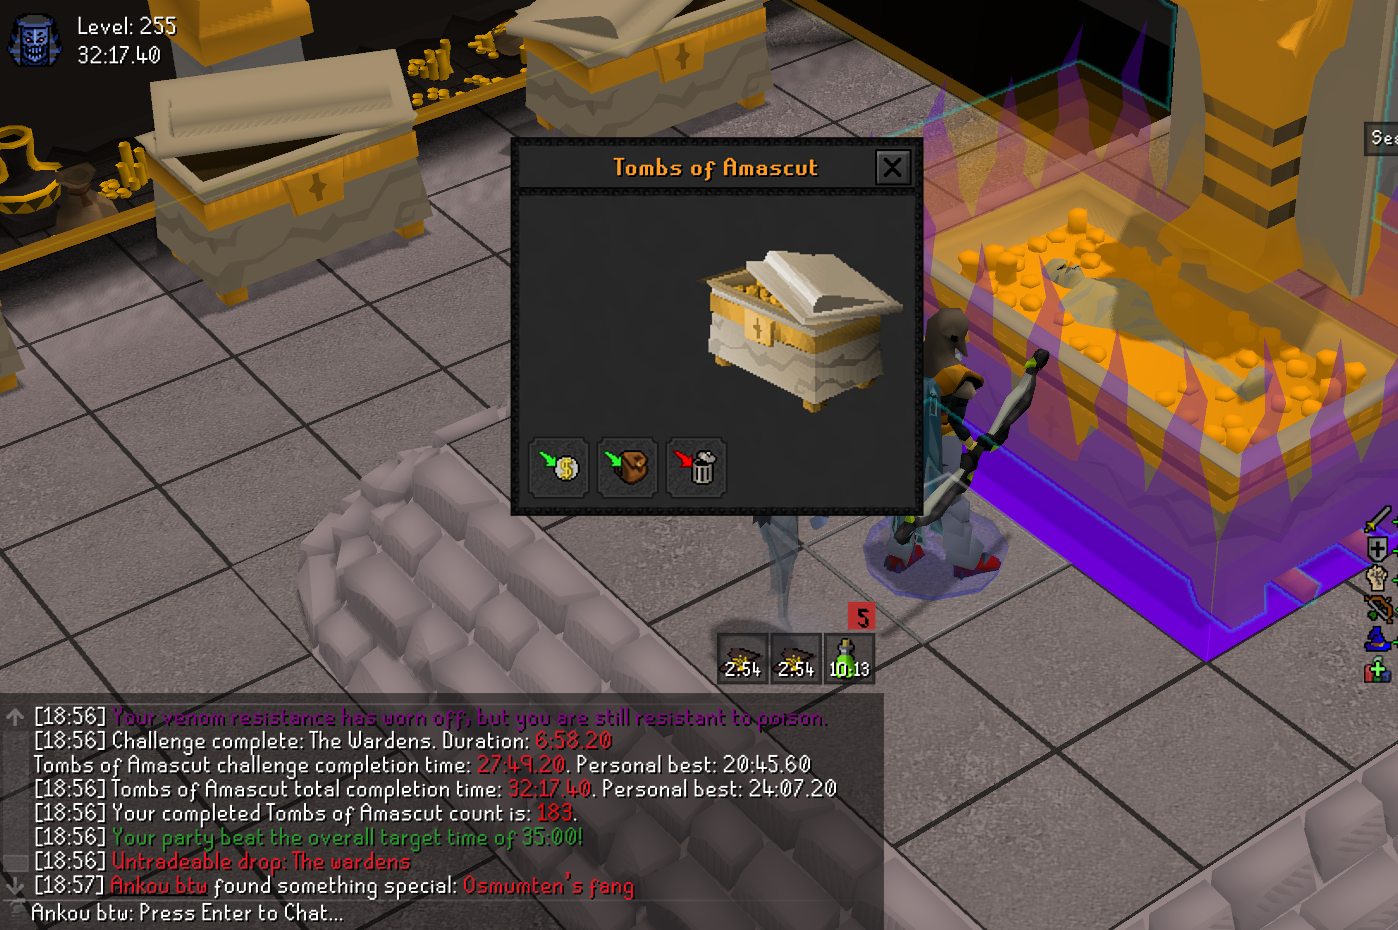 Level: 255
32:17.40
Tombs of Amascut
5
2:54
2:54
10:13
[18:56] Your venom resistance has worn off, but you are still resistant to poison.
[18:56] Challenge complete: The Wardens. Duration: 6:58.20
Tombs of Amascut challenge completion time: 27:49.20. Personal best: 20:45.60
[18:56] Tombs of Amascut total completion time: 32:17.40. Personal best: 24:07.20
[18:56] Your completed Tombs of Amascut count is: 183.
[18:56] Your party beat the overall target time of 35:00!
[18:56] Untradeable drop: The wardens
[18:57] Ankou btw found something special: Osmumten's fang
Ankou btw: Press Enter to Chat...